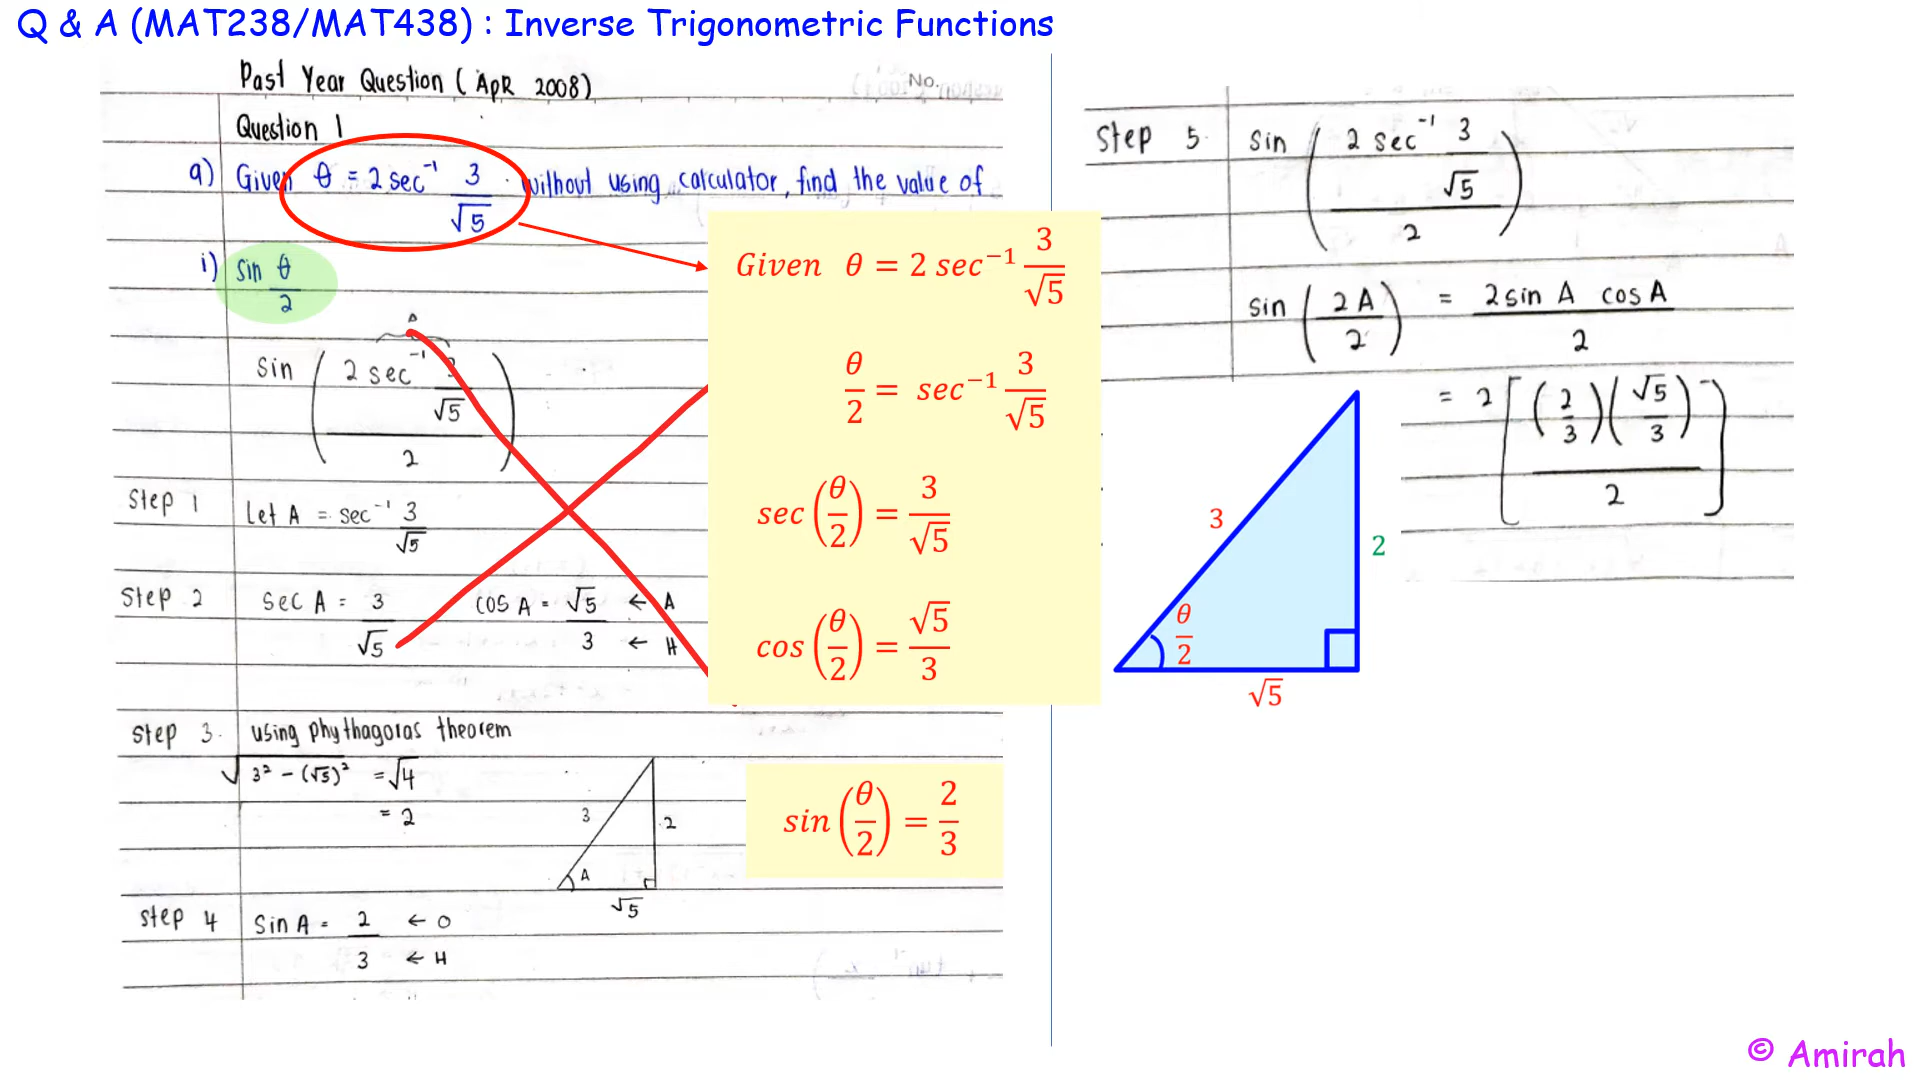 Q & A (MAT238/MAT438) : Inverse Trigonometric Functions
Past Year Question ( APR 2008)
No.
Question 1
a) Given θ = 2 sec⁻¹ 3/√5 . without using calculator, find the value of
i) sin θ/2
A
sin ( 2 sec⁻¹ 3/√5 / 2 )
Step 1 Let A = sec⁻¹ 3/√5
Step 2 sec A = 3/√5 cos A = √5/3 ← A ← H
Step 3. using phythagoras theorem
√3² − (√5)² = √4
= 2
3
2
A
√5
Step 4 sin A = 2/3 ← O ← H
Given θ = 2 sec⁻¹ 3/√5
θ/2 = sec⁻¹ 3/√5
sec(θ/2) = 3/√5
cos(θ/2) = √5/3
sin(θ/2) = 2/3
Step 5. sin ( 2 sec⁻¹ 3/√5 / 2 )
sin ( 2A/2 ) = 2 sin A cos A / 2
= 2 [ (2/3)(√5/3) / 2 ]
3
2
θ/2
√5
© Amirah